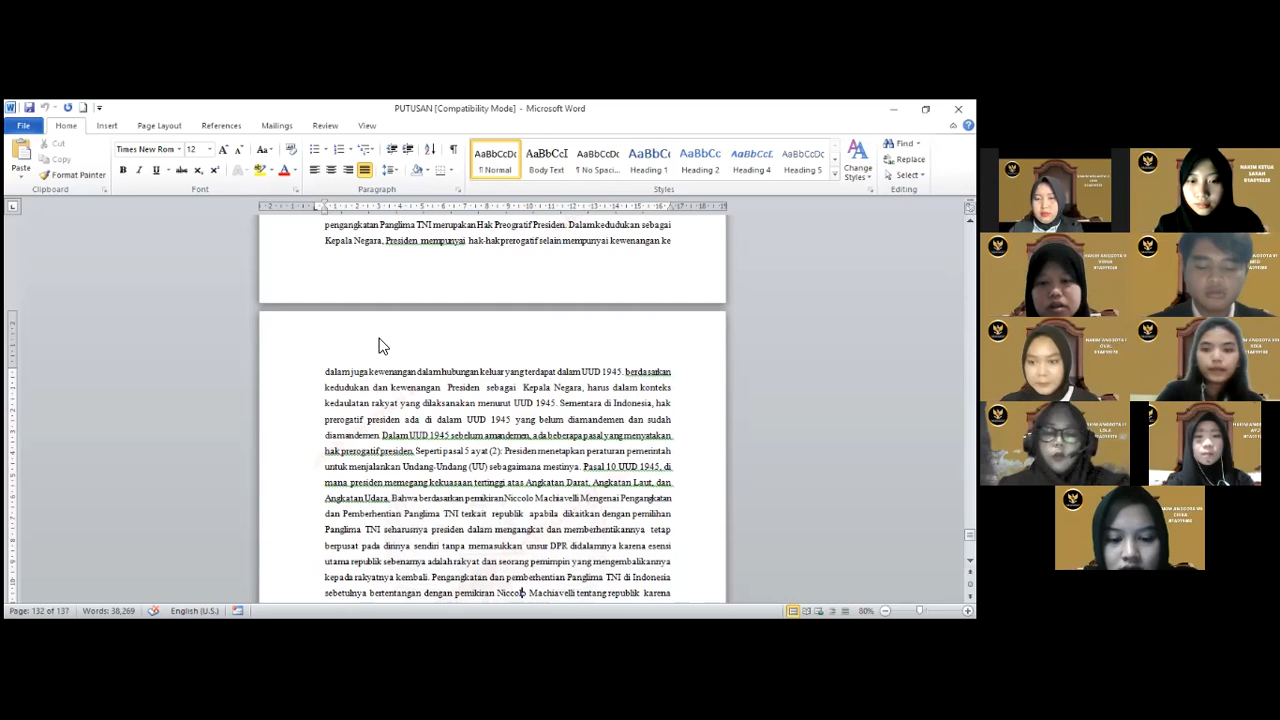 PUTUSAN [Compatibility Mode] - Microsoft Word
File Home Insert Page Layout References Mailings Review View
Paste
Cut
Copy
Format Painter
Clipboard
Times New Rom 12
Font
Paragraph
AaBbCcDc AaBbCcI AaBbCcDc AaBbCc AaBbCc AaBbCcL AaBbCcDc
¶ Normal Body Text ¶ No Spaci... Heading 1 Heading 2 Heading 4 Heading 5
Change Styles
Styles
Find
Replace
Select
Editing
pengangkatan Panglima TNI merupakan Hak Preogratif Presiden. Dalam kedudukan sebagai
Kepala Negara, Presiden mempunyai hak-hak prerogatif selain mempunyai kewenangan ke
dalam juga kewenangan dalam hubungan keluar yang terdapat dalam UUD 1945. berdasarkan
kedudukan dan kewenangan Presiden sebagai Kepala Negara, harus dalam konteks
kedaulatan rakyat yang dilaksanakan menurut UUD 1945. Sementara di Indonesia, hak
prerogatif presiden ada di dalam UUD 1945 yang belum diamandemen dan sudah
diamandemen. Dalam UUD 1945 sebelum amandemen, ada beberapa pasal yang menyatakan
hak prerogatif presiden. Seperti pasal 5 ayat (2): Presiden menetapkan peraturan pemerintah
untuk menjalankan Undang-Undang (UU) sebagaimana mestinya. Pasal 10 UUD 1945, di
mana presiden memegang kekuasaan tertinggi atas Angkatan Darat, Angkatan Laut, dan
Angkatan Udara. Bahwa berdasarkan pemikiran Niccolo Machiavelli Mengenai Pengangkatan
dan Pemberhentian Panglima TNI terkait republik apabila dikaitkan dengan pemilihan
Panglima TNI seharusnya presiden dalam mengangkat dan memberhentikannya tetap
berpusat pada dirinya sendiri tanpa memasukkan unsur DPR didalamnya karena esensi
utama republik sebenarnya adalah rakyat dan seorang pemimpin yang mengembalikannya
kepada rakyatnya kembali. Pengangkatan dan pemberhentian Panglima TNI di Indonesia
sebetulnya bertentangan dengan pemikiran Niccolo Machiavelli tentang republik karena
Page: 132 of 137 Words: 38,269 English (U.S.) 80%
HAKIM KETUA
SARAH